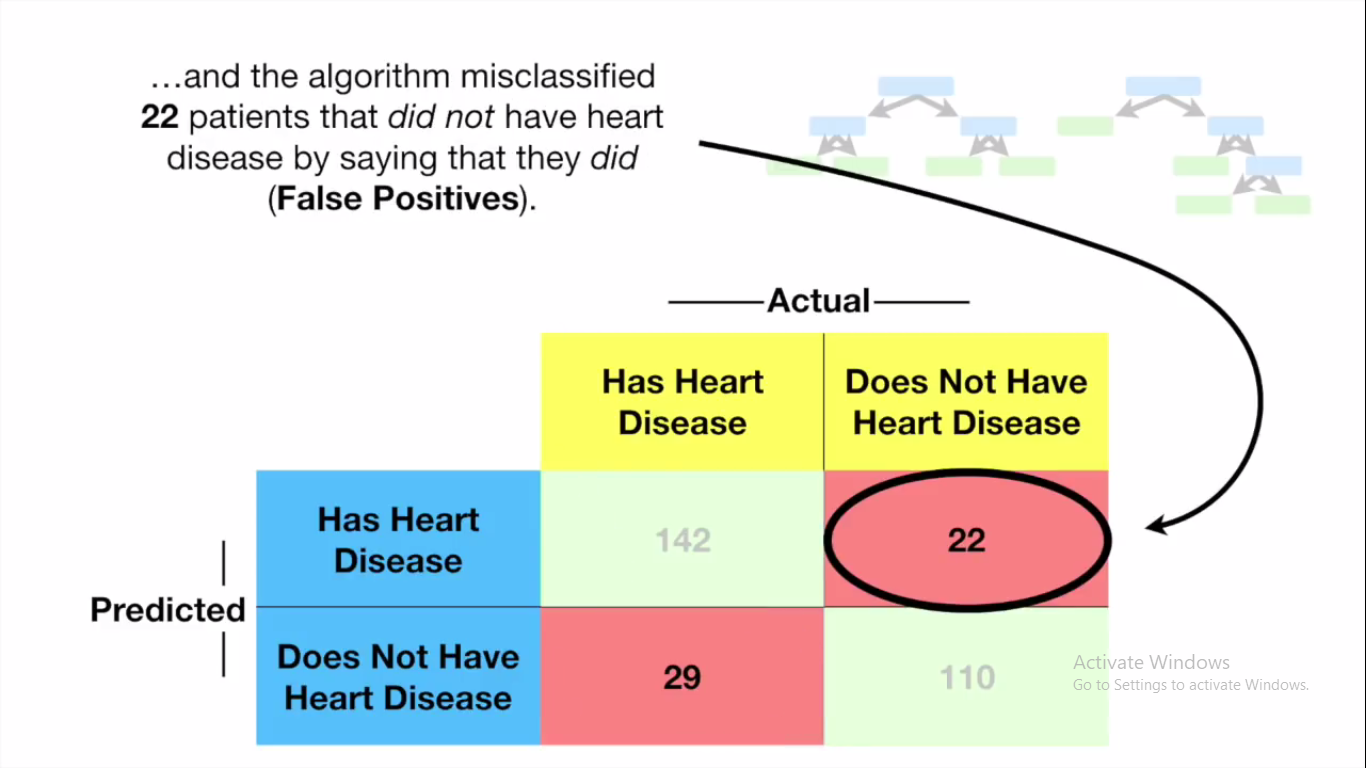 …and the algorithm misclassified
22 patients that did not have heart
disease by saying that they did
(False Positives).
Actual
Has Heart
Disease
Does Not Have
Heart Disease
Has Heart
Disease
142
22
Predicted
Does Not Have
Heart Disease
29
110
Activate Windows
Go to Settings to activate Windows.